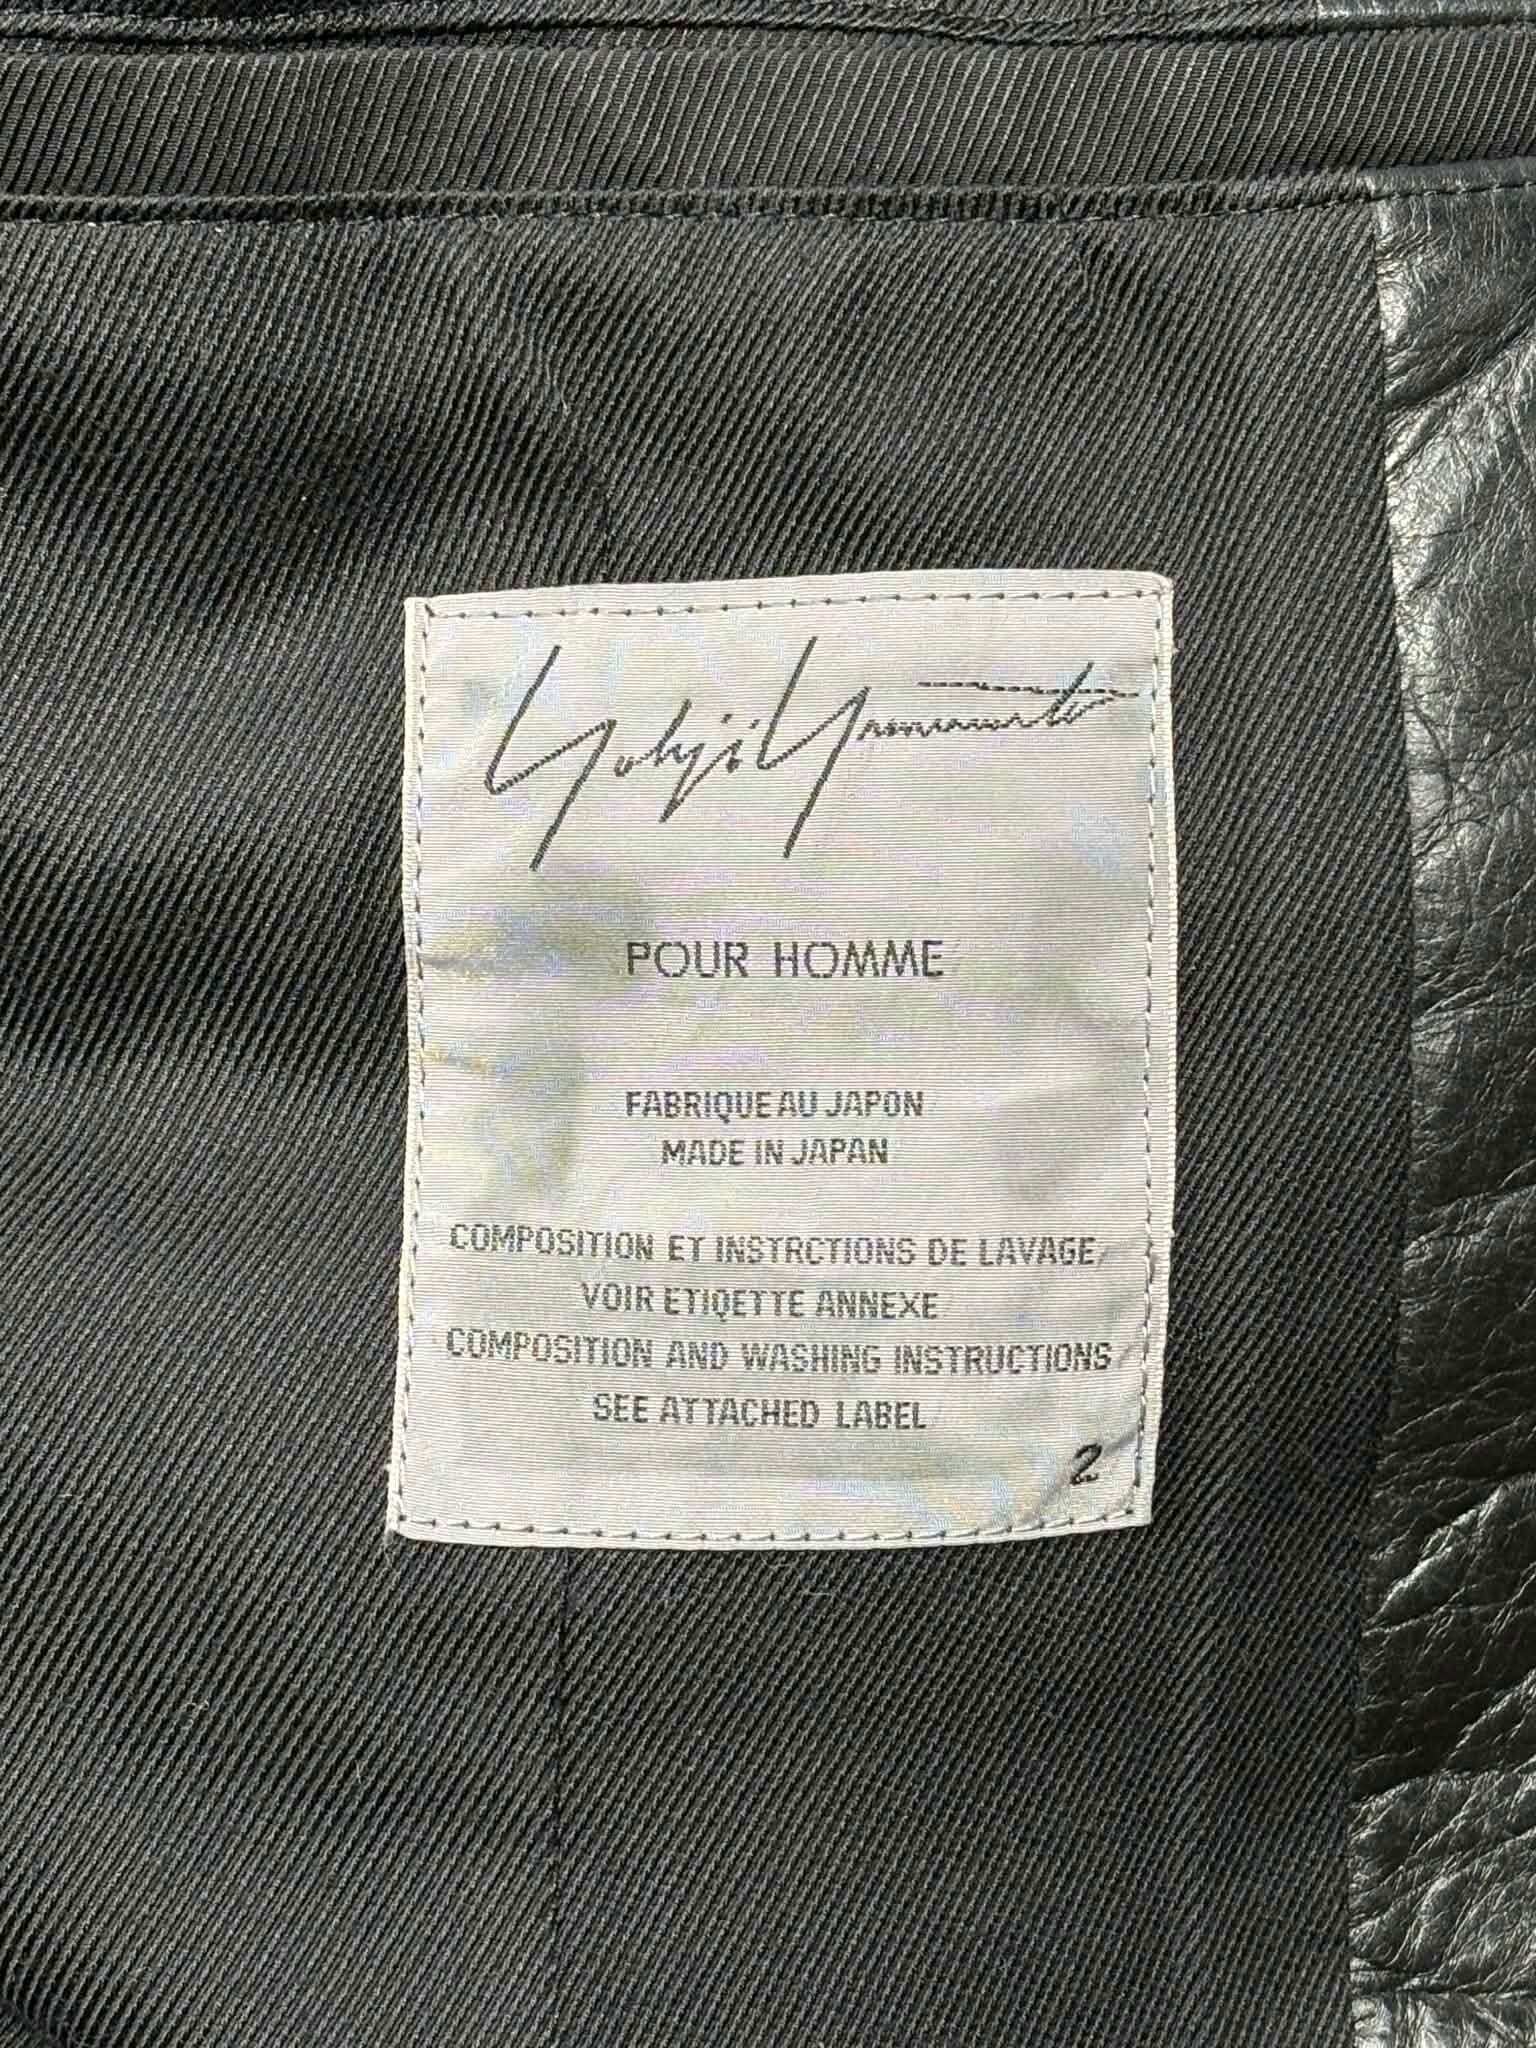 Yohji Yamamoto
POUR HOMME
FABRIQUE AU JAPON
MADE IN JAPAN
COMPOSITION ET INSTRCTIONS DE LAVAGE
VOIR ETIQETTE ANNEXE
COMPOSITION AND WASHING INSTRUCTIONS
SEE ATTACHED LABEL
2